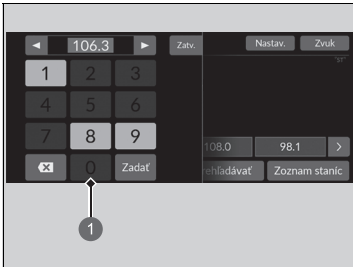 ◄ 106.3 ► Zatv. Nastav. Zvuk
1 2 3
4 5 6
7 8 9
108.0 98.1 >
0 Zadať
rehľadávať Zoznam staníc
1